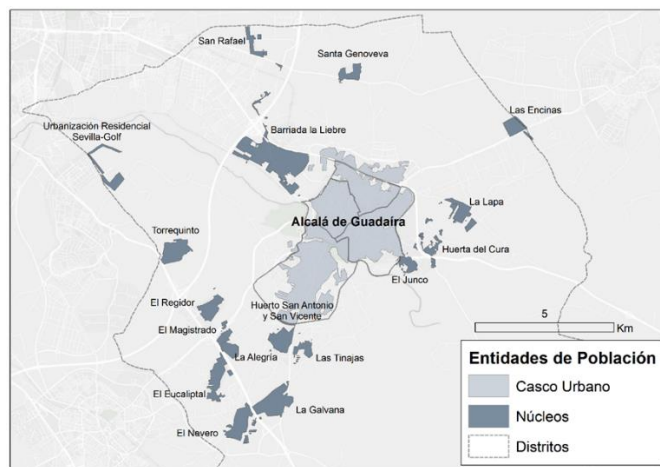 San Rafael
Santa Genoveva
Las Encinas
Urbanización Residencial
Sevilla-Golf
Barriada la Liebre
La Lapa
Alcalá de Guadaíra
Torrequinto
Huerta del Cura
El Junco
El Regidor
Huerto San Antonio
y San Vicente
El Magistrado
La Alegría
Las Tinajas
El Eucaliptal
La Galvana
El Nevero
5
Km
Entidades de Población
Casco Urbano
Núcleos
Distritos